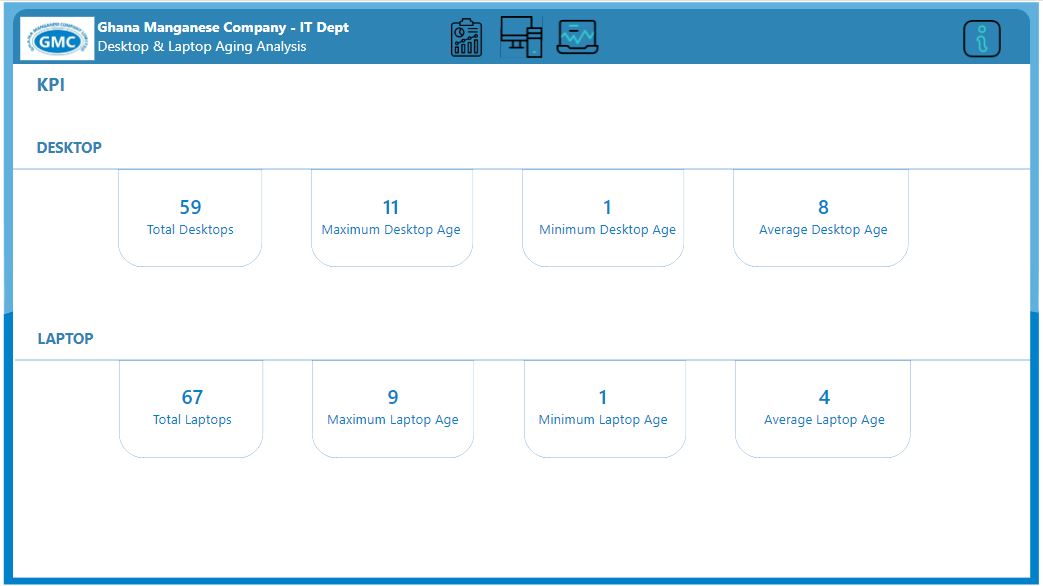 GMC
Ghana Manganese Company - IT Dept
Desktop & Laptop Aging Analysis
KPI
DESKTOP
59
Total Desktops
11
Maximum Desktop Age
1
Minimum Desktop Age
8
Average Desktop Age
LAPTOP
67
Total Laptops
9
Maximum Laptop Age
1
Minimum Laptop Age
4
Average Laptop Age